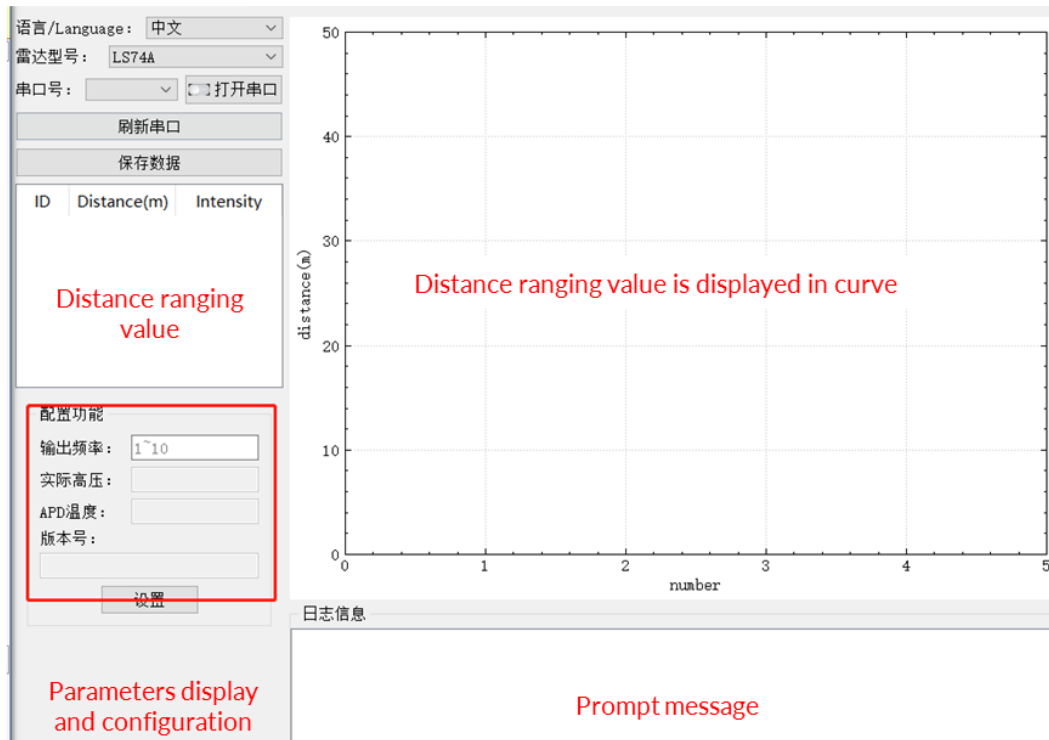 语言/Language: 中文
雷达型号: LS74A
串口号: 打开串口
刷新串口
保存数据
ID Distance(m) Intensity
Distance ranging
value
配置功能
输出频率: 1~10
实际高压:
APD温度:
版本号:
设置
Parameters display
and configuration
50
40
30
20
10
0
distance(m)
Distance ranging value is displayed in curve
0 1 2 3 4 5
number
日志信息
Prompt message